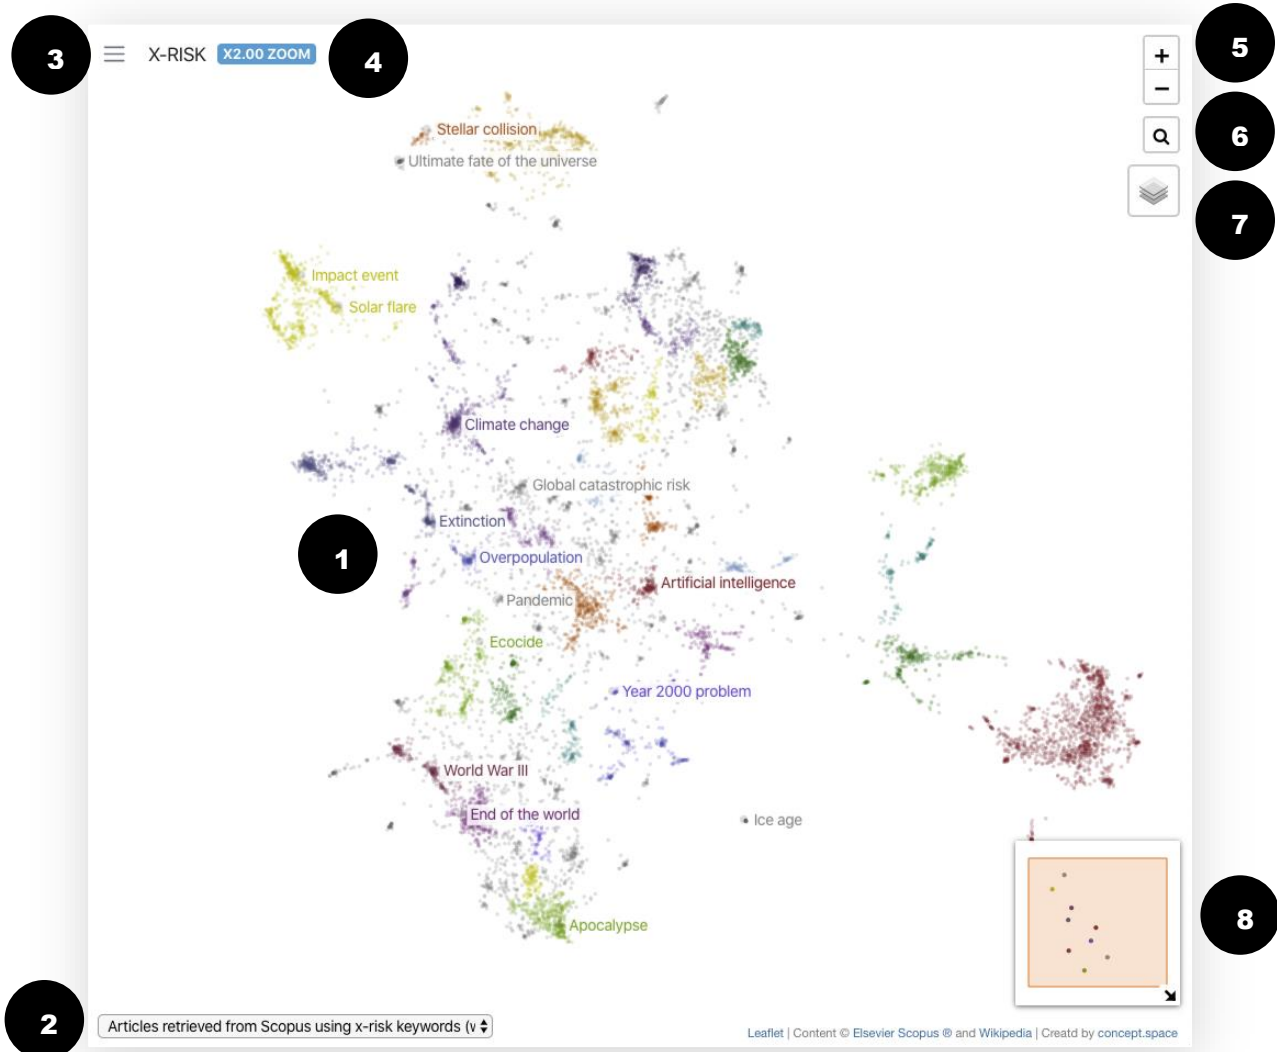 3
X-RISK X2.00 ZOOM
4
+
5
−
6
7
Stellar collision
Ultimate fate of the universe
Impact event
Solar flare
Climate change
Global catastrophic risk
Extinction
1
Overpopulation
Artificial intelligence
Pandemic
Ecocide
Year 2000 problem
World War III
End of the world
Ice age
Apocalypse
8
2
Articles retrieved from Scopus using x-risk keywords (v
Leaflet | Content © Elsevier Scopus ® and Wikipedia | Creatd by concept.space